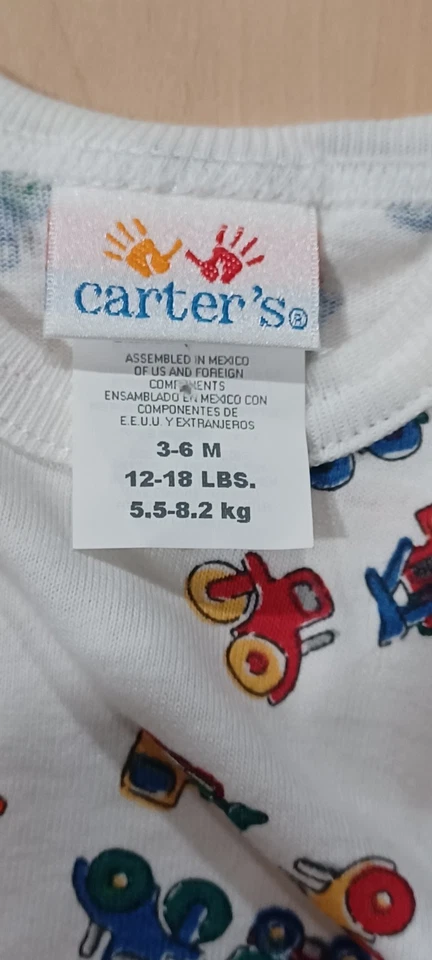 carter's®
ASSEMBLED IN MEXICO
OF US AND FOREIGN
COMPONENTS
ENSAMBLADO EN MEXICO CON
COMPONENTES DE
E.E.U.U. Y EXTRANJEROS
3-6 M
12-18 LBS.
5.5-8.2 kg